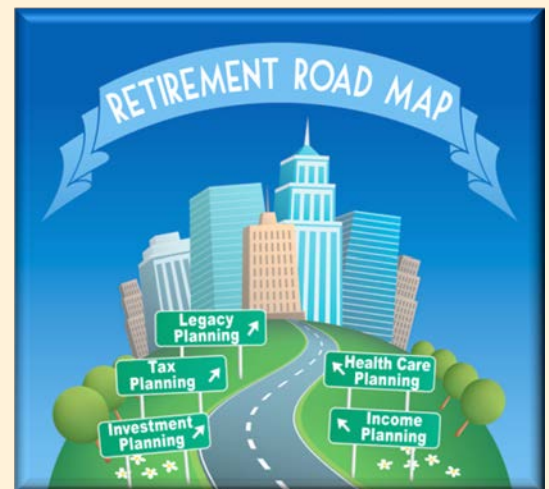 RETIREMENT ROAD MAP
Legacy
Planning
Tax
Planning
Health Care
Planning
Investment
Planning
Income
Planning